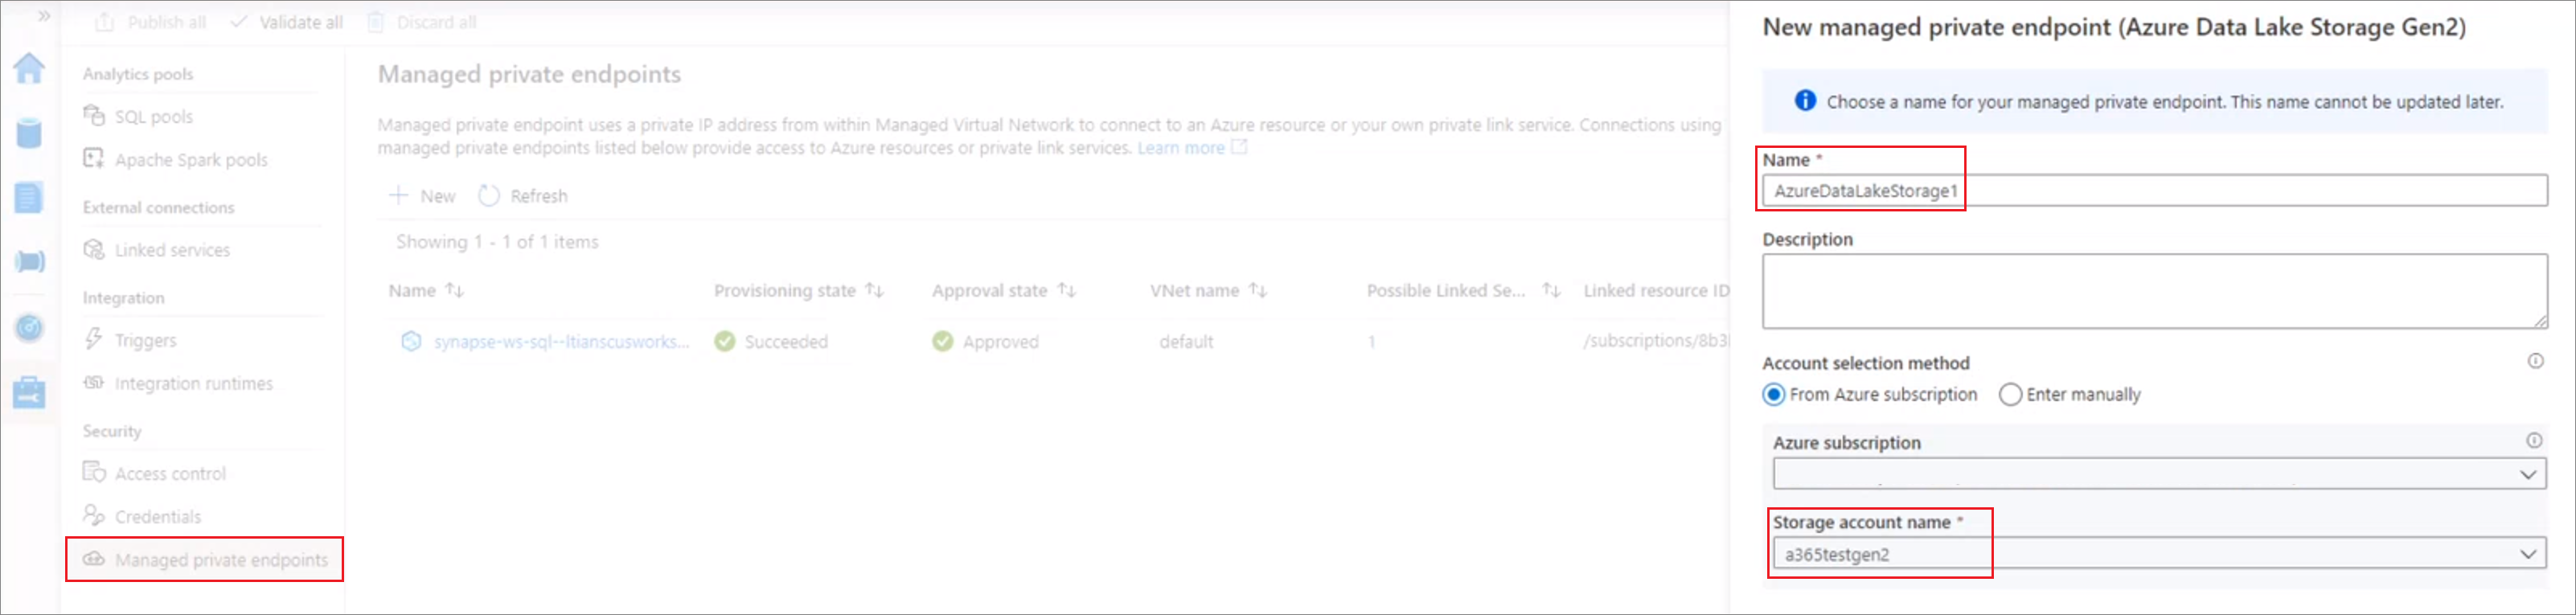 Publish all
Validate all
Discard all
Analytics pools
SQL pools
Apache Spark pools
External connections
Linked services
Integration
Triggers
Integration runtimes
Security
Access control
Credentials
Managed private endpoints
Managed private endpoints
Managed private endpoint uses a private IP address from within Managed Virtual Network to connect to an Azure resource or your own private link service. Connections using
managed private endpoints listed below provide access to Azure resources or private link services. Learn more
New
Refresh
Showing 1 - 1 of 1 items
Name Provisioning state Approval state VNet name Possible Linked Se... Linked resource ID
synapse-ws-sql--ltianscusworks... Succeeded Approved default 1 /subscriptions/8b3
New managed private endpoint (Azure Data Lake Storage Gen2)
Choose a name for your managed private endpoint. This name cannot be updated later.
Name *
AzureDataLakeStorage1
Description
Account selection method
From Azure subscription Enter manually
Azure subscription
Storage account name *
a365testgen2